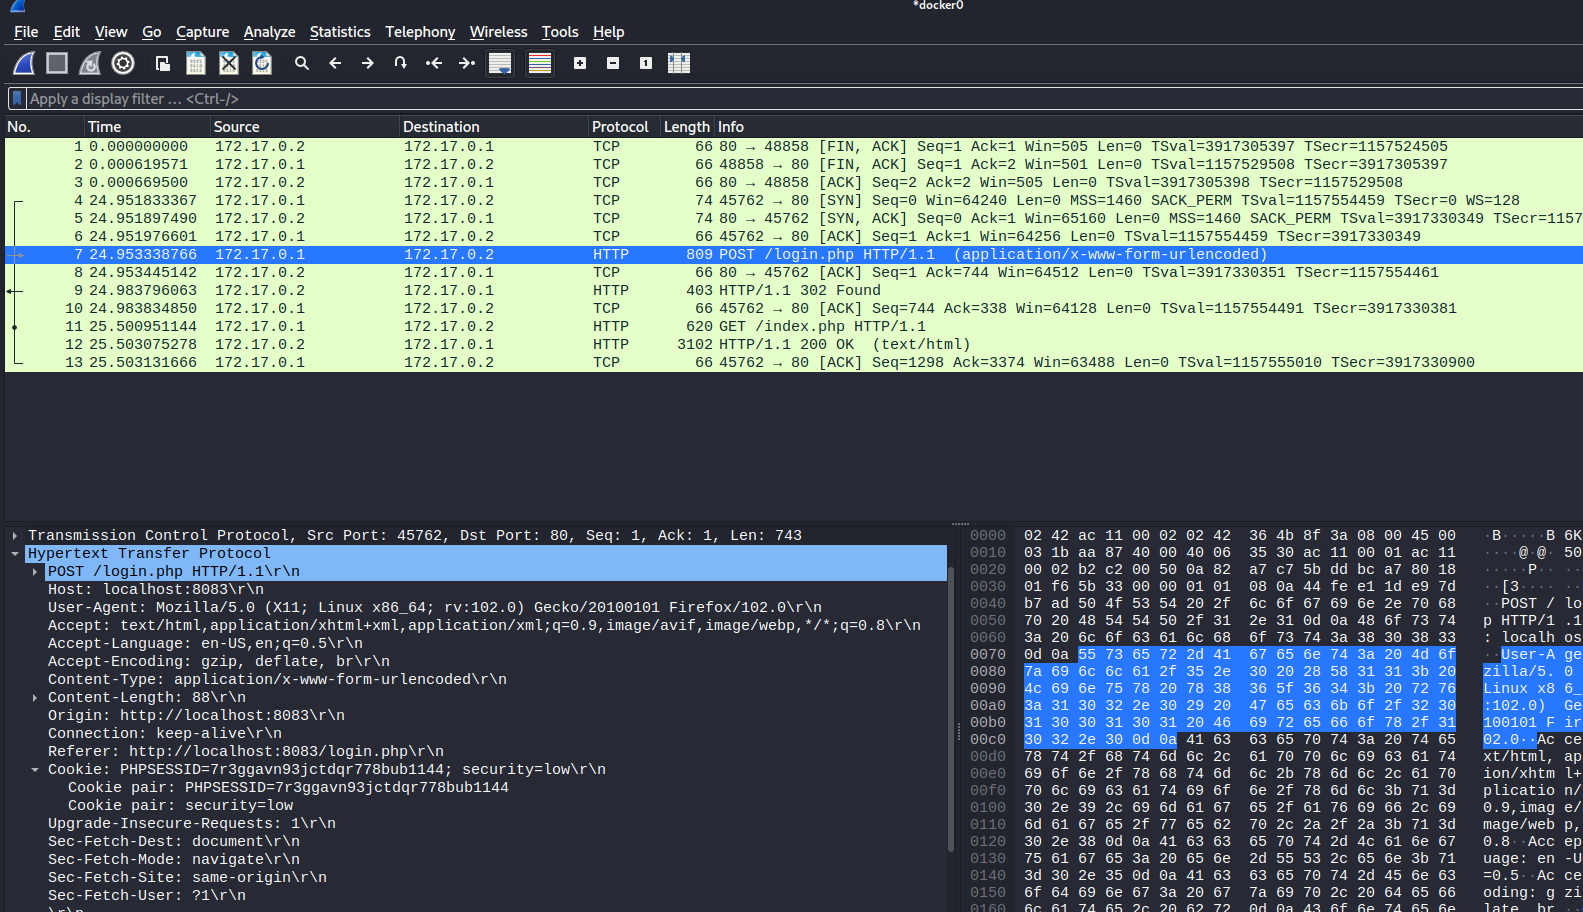 *docker0
File Edit View Go Capture Analyze Statistics Telephony Wireless Tools Help
Apply a display filter … <Ctrl-/>
No. Time Source Destination Protocol Length Info
1 0.000000000 172.17.0.2 172.17.0.1 TCP 66 80 → 48858 [FIN, ACK] Seq=1 Ack=1 Win=505 Len=0 TSval=3917305397 TSecr=1157524505
2 0.000619571 172.17.0.1 172.17.0.2 TCP 66 48858 → 80 [FIN, ACK] Seq=1 Ack=2 Win=501 Len=0 TSval=1157529508 TSecr=3917305397
3 0.000669500 172.17.0.2 172.17.0.1 TCP 66 80 → 48858 [ACK] Seq=2 Ack=2 Win=505 Len=0 TSval=3917305398 TSecr=1157529508
4 24.951833367 172.17.0.1 172.17.0.2 TCP 74 45762 → 80 [SYN] Seq=0 Win=64240 Len=0 MSS=1460 SACK_PERM TSval=1157554459 TSecr=0 WS=128
5 24.951897490 172.17.0.2 172.17.0.1 TCP 74 80 → 45762 [SYN, ACK] Seq=0 Ack=1 Win=65160 Len=0 MSS=1460 SACK_PERM TSval=3917330349 TSecr=1157
6 24.951976601 172.17.0.1 172.17.0.2 TCP 66 45762 → 80 [ACK] Seq=1 Ack=1 Win=64256 Len=0 TSval=1157554459 TSecr=3917330349
7 24.953338766 172.17.0.1 172.17.0.2 HTTP 809 POST /login.php HTTP/1.1 (application/x-www-form-urlencoded)
8 24.953445142 172.17.0.2 172.17.0.1 TCP 66 80 → 45762 [ACK] Seq=1 Ack=744 Win=64512 Len=0 TSval=3917330351 TSecr=1157554461
9 24.983796063 172.17.0.2 172.17.0.1 HTTP 403 HTTP/1.1 302 Found
10 24.983834850 172.17.0.1 172.17.0.2 TCP 66 45762 → 80 [ACK] Seq=744 Ack=338 Win=64128 Len=0 TSval=1157554491 TSecr=3917330381
11 25.500951144 172.17.0.1 172.17.0.2 HTTP 620 GET /index.php HTTP/1.1
12 25.503075278 172.17.0.2 172.17.0.1 HTTP 3102 HTTP/1.1 200 OK (text/html)
13 25.503131666 172.17.0.1 172.17.0.2 TCP 66 45762 → 80 [ACK] Seq=1298 Ack=3374 Win=63488 Len=0 TSval=1157555010 TSecr=3917330900
Transmission Control Protocol, Src Port: 45762, Dst Port: 80, Seq: 1, Ack: 1, Len: 743
Hypertext Transfer Protocol
POST /login.php HTTP/1.1\r\n
Host: localhost:8083\r\n
User-Agent: Mozilla/5.0 (X11; Linux x86_64; rv:102.0) Gecko/20100101 Firefox/102.0\r\n
Accept: text/html,application/xhtml+xml,application/xml;q=0.9,image/avif,image/webp,*/*;q=0.8\r\n
Accept-Language: en-US,en;q=0.5\r\n
Accept-Encoding: gzip, deflate, br\r\n
Content-Type: application/x-www-form-urlencoded\r\n
Content-Length: 88\r\n
Origin: http://localhost:8083\r\n
Connection: keep-alive\r\n
Referer: http://localhost:8083/login.php\r\n
Cookie: PHPSESSID=7r3ggavn93jctdqr778bub1144; security=low\r\n
Cookie pair: PHPSESSID=7r3ggavn93jctdqr778bub1144
Cookie pair: security=low
Upgrade-Insecure-Requests: 1\r\n
Sec-Fetch-Dest: document\r\n
Sec-Fetch-Mode: navigate\r\n
Sec-Fetch-Site: same-origin\r\n
Sec-Fetch-User: ?1\r\n
\r\n
0000 02 42 ac 11 00 02 02 42 36 4b 8f 3a 08 00 45 00 ·B·····B 6K
0010 03 1b aa 87 40 00 40 06 35 30 ac 11 00 01 ac 11 ····@·@· 50
0020 00 02 b2 c2 00 50 0a 82 a7 c7 5b dd bc a7 80 18 ·····P··
0030 01 f6 5b 33 00 00 01 01 08 0a 44 fe e1 1d e9 7d ··[3····
0040 b7 ad 50 4f 53 54 20 2f 6c 6f 67 69 6e 2e 70 68 ··POST / lo
0050 70 20 48 54 54 50 2f 31 2e 31 0d 0a 48 6f 73 74 p HTTP/1 .1
0060 3a 20 6c 6f 63 61 6c 68 6f 73 74 3a 38 30 38 33 : localh os
0070 0d 0a 55 73 65 72 2d 41 67 65 6e 74 3a 20 4d 6f ··User-A ge
0080 7a 69 6c 6c 61 2f 35 2e 30 20 28 58 31 31 3b 20 zilla/5. 0
0090 4c 69 6e 75 78 20 78 38 36 5f 36 34 3b 20 72 76 Linux x8 6_
00a0 3a 31 30 32 2e 30 29 20 47 65 63 6b 6f 2f 32 30 :102.0) Ge
00b0 31 30 30 31 30 31 20 46 69 72 65 66 6f 78 2f 31 100101 F ir
00c0 30 32 2e 30 0d 0a 41 63 63 65 70 74 3a 20 74 65 02.0··Ac ce
00d0 78 74 2f 68 74 6d 6c 2c 61 70 70 6c 69 63 61 74 xt/html, ap
00e0 69 6f 6e 2f 78 68 74 6d 6c 2b 78 6d 6c 2c 61 70 ion/xhtm l+
00f0 70 6c 69 63 61 74 69 6f 6e 2f 78 6d 6c 3b 71 3d plicatio n/
0100 30 2e 39 2c 69 6d 61 67 65 2f 61 76 69 66 2c 69 0.9,imag e/
0110 6d 61 67 65 2f 77 65 62 70 2c 2a 2f 2a 3b 71 3d mage/web p,
0120 30 2e 38 0d 0a 41 63 63 65 70 74 2d 4c 61 6e 67 0.8··Acc ep
0130 75 61 67 65 3a 20 65 6e 2d 55 53 2c 65 6e 3b 71 uage: en -U
0140 3d 30 2e 35 0d 0a 41 63 63 65 70 74 2d 45 6e 63 =0.5··Ac ce
0150 6f 64 69 6e 67 3a 20 67 7a 69 70 2c 20 64 65 66 oding: g zi
0160 6c 61 74 65 2c 20 62 72 0d 0a 43 6f 6e 74 65 6e late, br ··